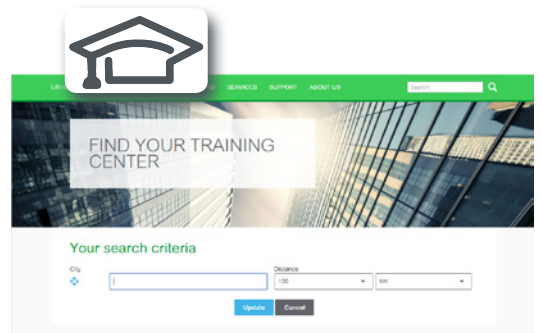 SERVICES SUPPORT ABOUT US Search
FIND YOUR TRAINING
CENTER
Your search criteria
City Distance
100 km
Update Cancel